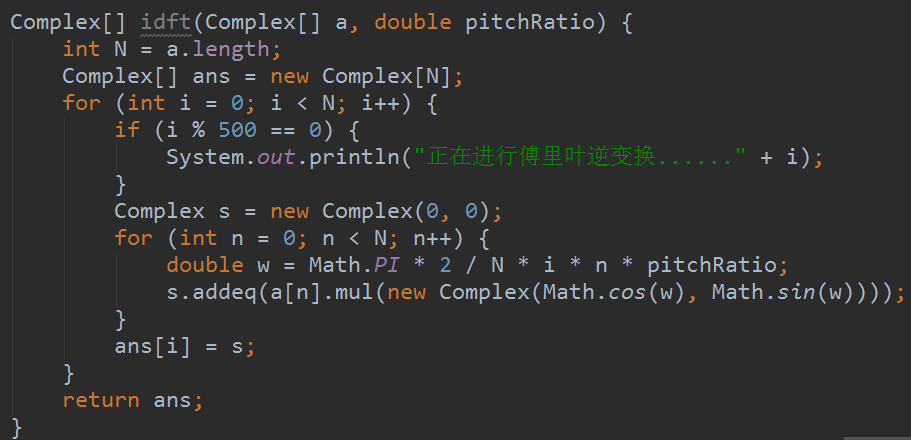 Complex[] idft(Complex[] a, double pitchRatio) {
    int N = a.length;
    Complex[] ans = new Complex[N];
    for (int i = 0; i < N; i++) {
        if (i % 500 == 0) {
            System.out.println("正在进行傅里叶逆变换......" + i);
        }
        Complex s = new Complex(0, 0);
        for (int n = 0; n < N; n++) {
            double w = Math.PI * 2 / N * i * n * pitchRatio;
            s.addeq(a[n].mul(new Complex(Math.cos(w), Math.sin(w))));
        }
        ans[i] = s;
    }
    return ans;
}